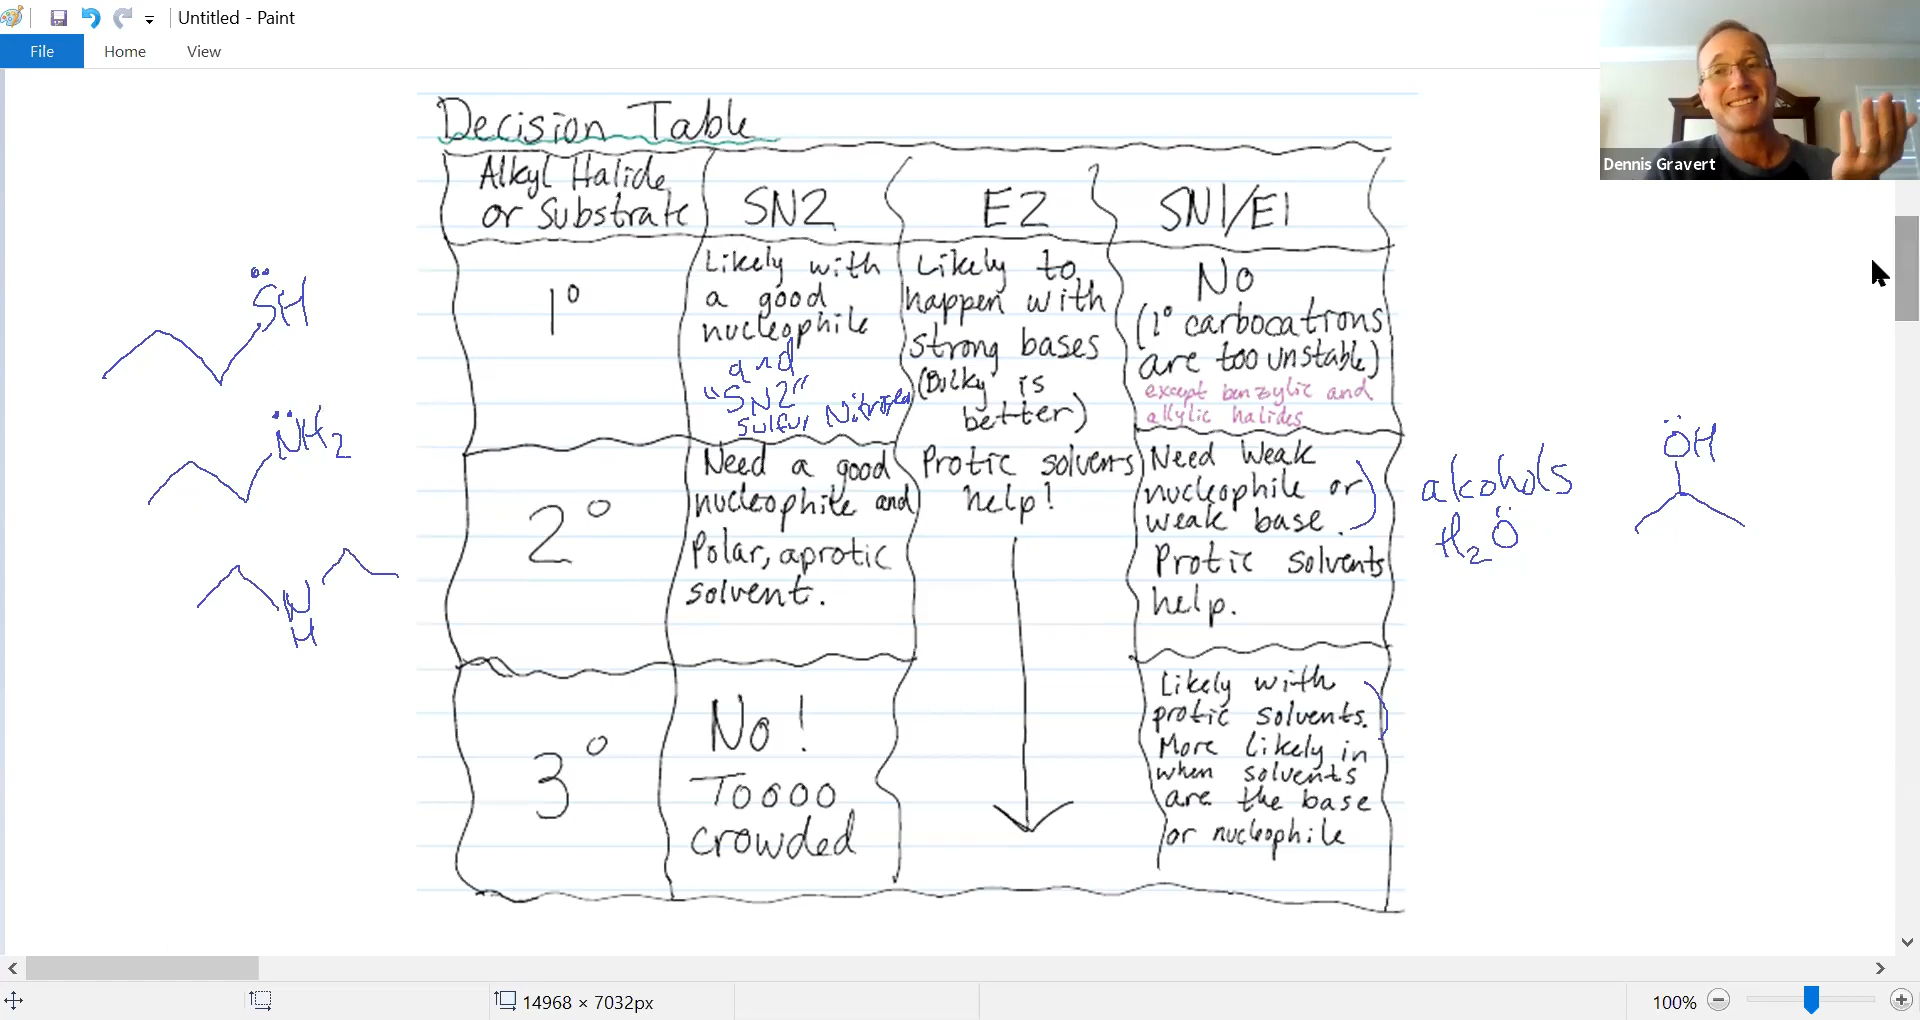 Untitled - Paint
File Home View
Dennis Gravert
Decision Table
Alkyl Halide
or Substrate
SN2
E2
SN1/E1
1°
Likely with
a good
nucleophile
and
"SN2"
Sulfur Nitrogen
Likely to
happen with
strong bases
(Bulky is
better)
No
(1° carbocatrons
are too unstable)
except benzylic and
allylic halides
2°
Need a good
nucleophile and
Polar, aprotic
solvent.
Protic solvents
help!
Need Weak
nucleophile or
weak base.
Protic solvents
help.
3°
No!
Toooo
crowded
Likely with
protic solvents.
More likely in
when solvents
are the base
or nucleophile
SH
NH2
N
H
alcohols
H2O
OH
14968 × 7032px
100%